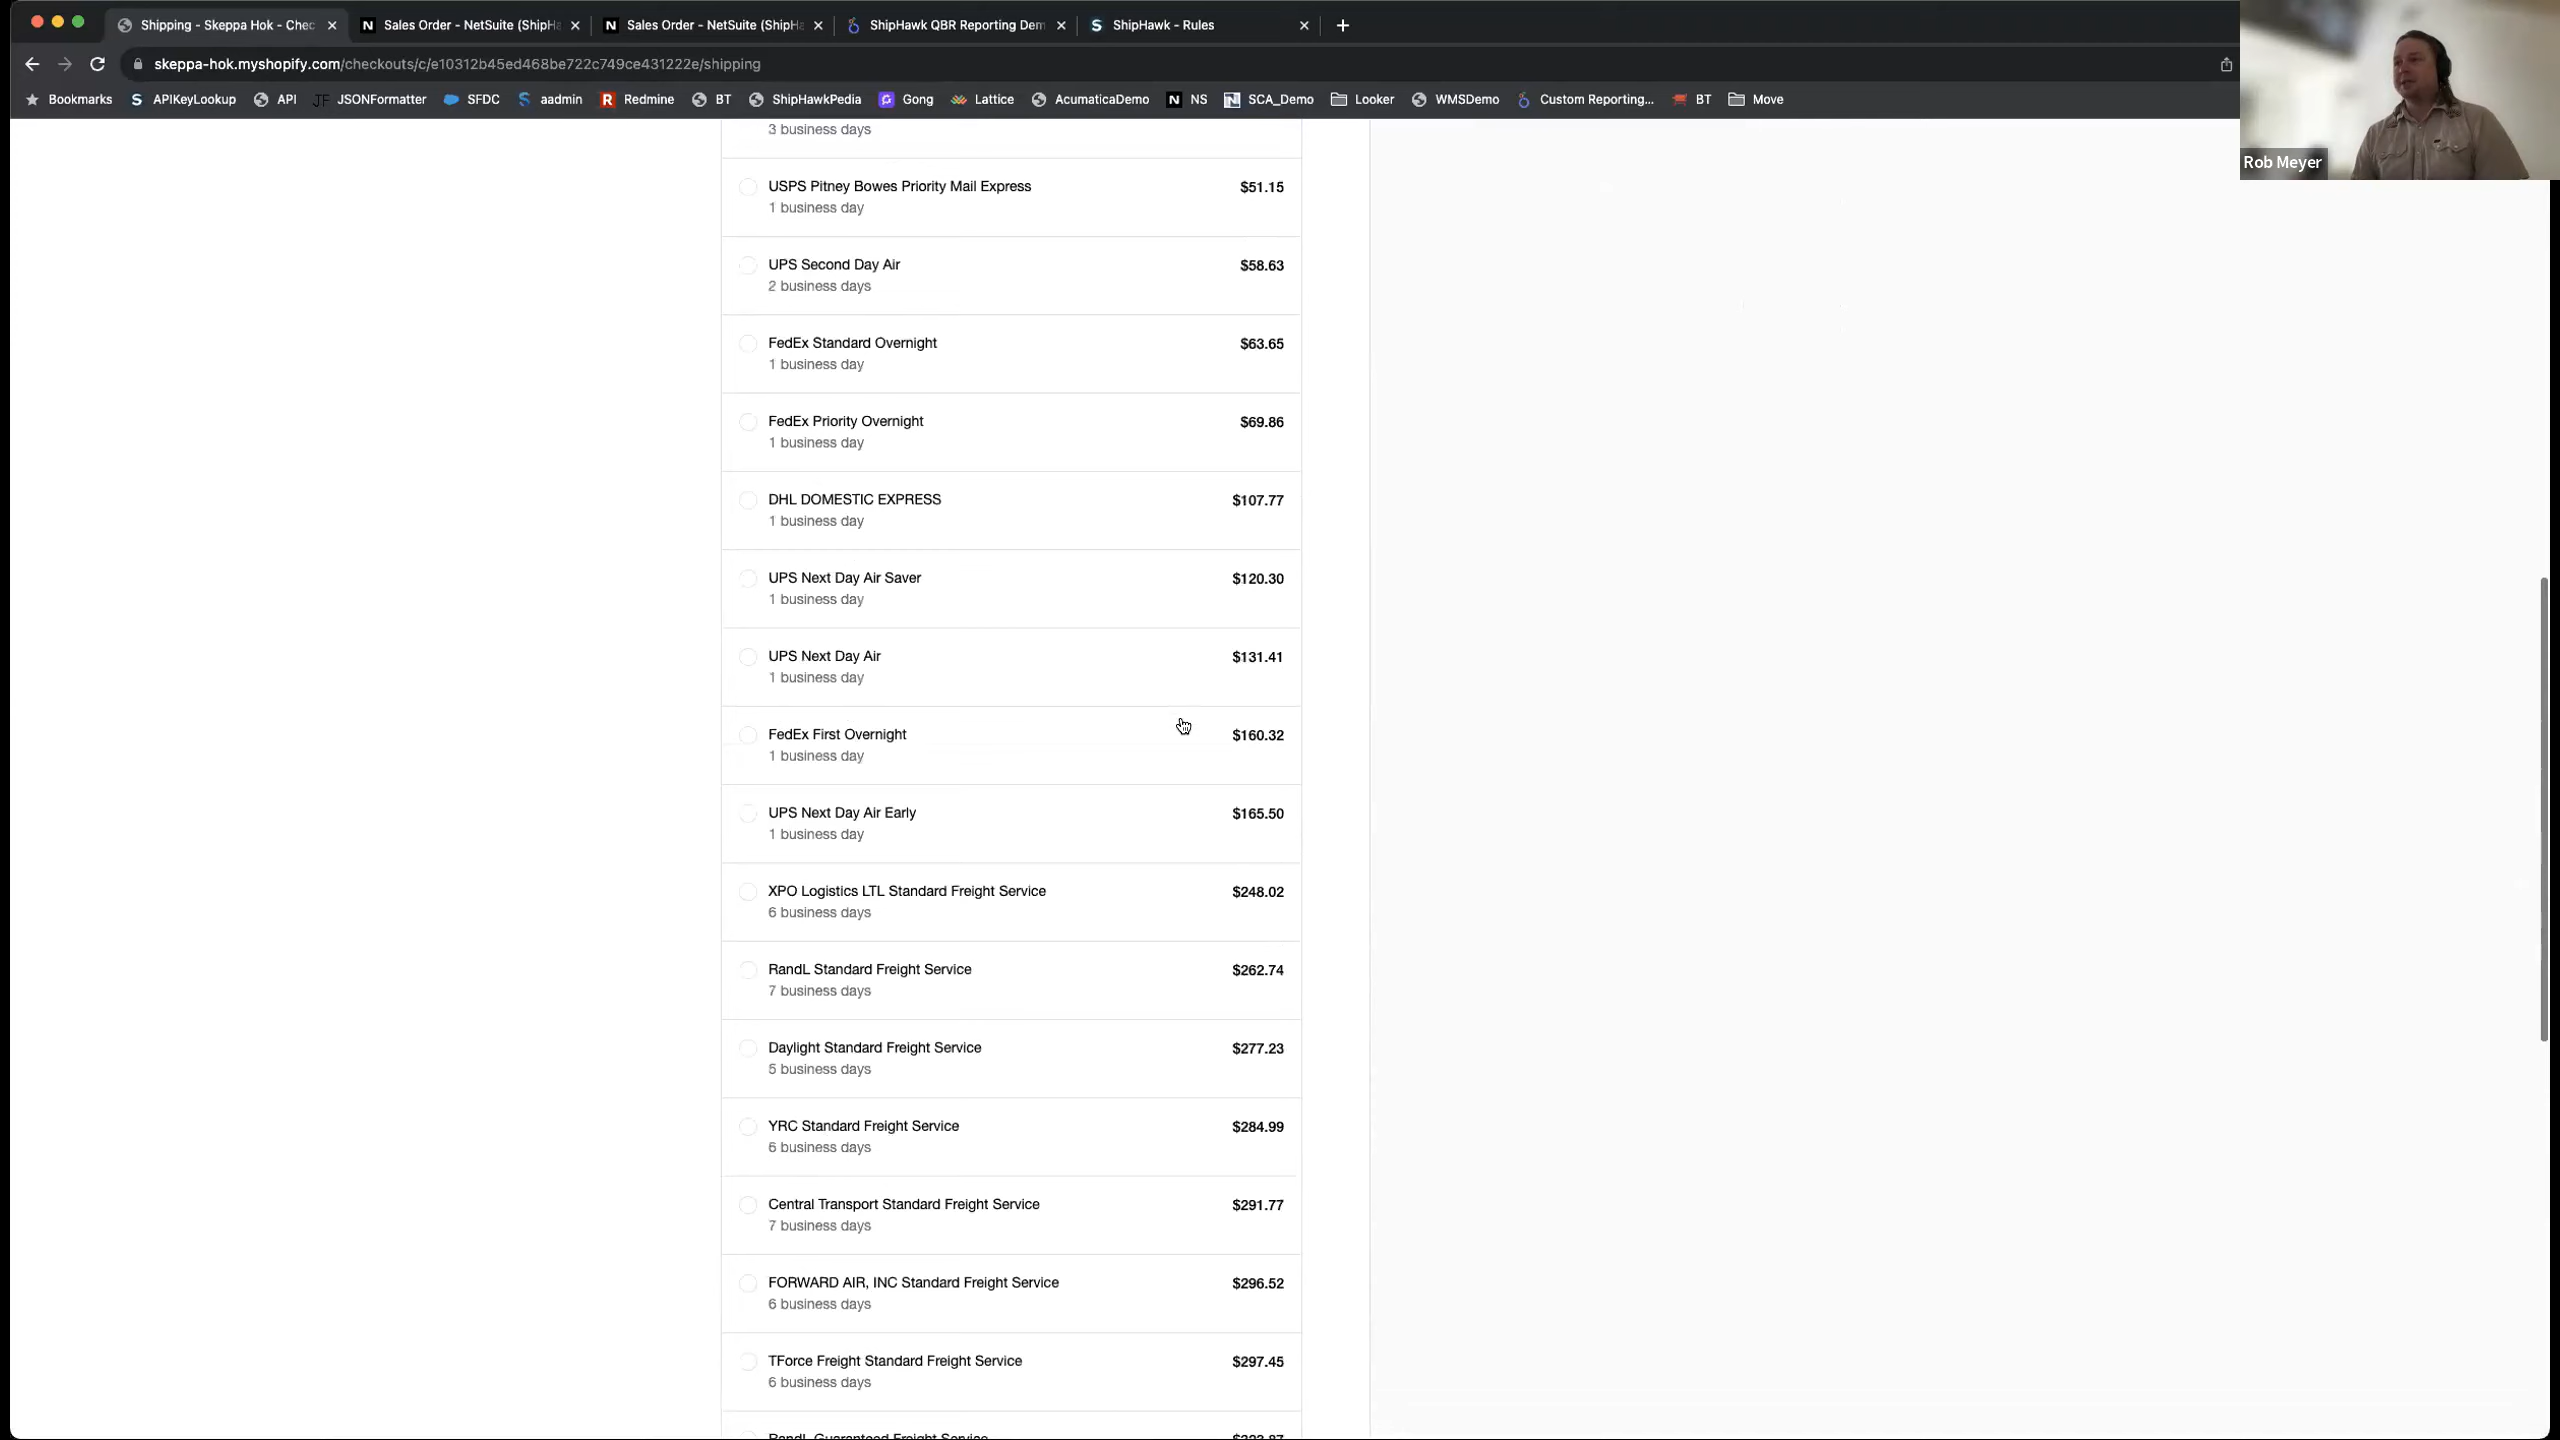 Shipping - Skeppa Hok - Chec
Sales Order - NetSuite (ShipHa
Sales Order - NetSuite (ShipHa
ShipHawk QBR Reporting Dem
ShipHawk - Rules
skeppa-hok.myshopify.com/checkouts/c/e10312b45ed468be722c749ce431222e/shipping
Bookmarks
APIKeyLookup
API
JSONFormatter
SFDC
aadmin
Redmine
BT
ShipHawkPedia
Gong
Lattice
AcumaticaDemo
NS
SCA_Demo
Looker
WMSDemo
Custom Reporting...
BT
Move
Rob Meyer
3 business days
USPS Pitney Bowes Priority Mail Express $51.15
1 business day
UPS Second Day Air $58.63
2 business days
FedEx Standard Overnight $63.65
1 business day
FedEx Priority Overnight $69.86
1 business day
DHL DOMESTIC EXPRESS $107.77
1 business day
UPS Next Day Air Saver $120.30
1 business day
UPS Next Day Air $131.41
1 business day
FedEx First Overnight $160.32
1 business day
UPS Next Day Air Early $165.50
1 business day
XPO Logistics LTL Standard Freight Service $248.02
6 business days
RandL Standard Freight Service $262.74
7 business days
Daylight Standard Freight Service $277.23
5 business days
YRC Standard Freight Service $284.99
6 business days
Central Transport Standard Freight Service $291.77
7 business days
FORWARD AIR, INC Standard Freight Service $296.52
6 business days
TForce Freight Standard Freight Service $297.45
6 business days
RandL Guaranteed Freight Service